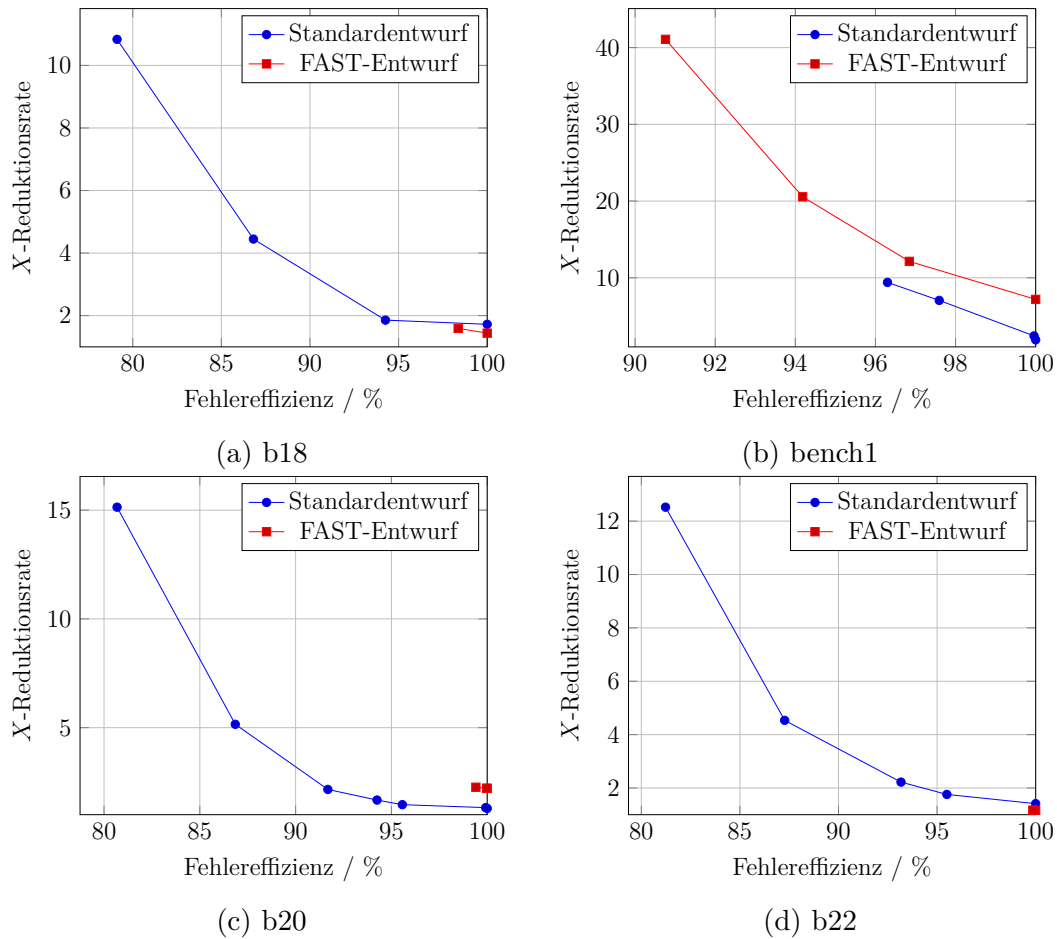 Standardentwurf
FAST-Entwurf
10
8
6
4
2
80
85
90
95
100
X-Reduktionsrate
Fehlereffizienz / %
(a) b18
Standardentwurf
FAST-Entwurf
40
30
20
10
90
92
94
96
98
100
X-Reduktionsrate
Fehlereffizienz / %
(b) bench1
Standardentwurf
FAST-Entwurf
15
10
5
80
85
90
95
100
X-Reduktionsrate
Fehlereffizienz / %
(c) b20
Standardentwurf
FAST-Entwurf
12
10
8
6
4
2
80
85
90
95
100
X-Reduktionsrate
Fehlereffizienz / %
(d) b22